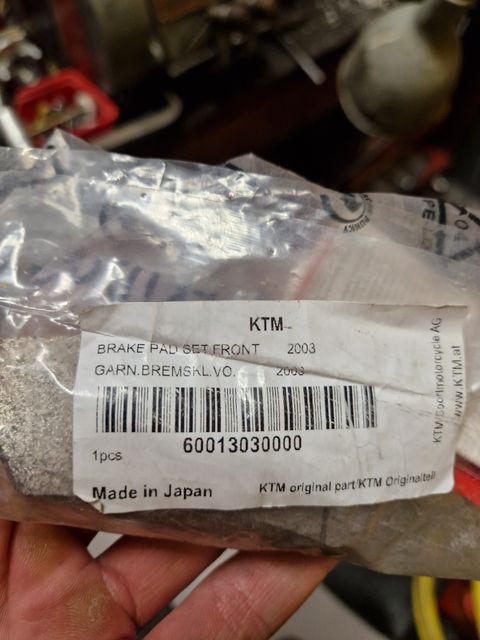 KTM
BRAKE PAD SET FRONT 2003
GARN.BREMSKL.VO. 2003
60013030000
1pcs
Made in Japan
KTM original part/KTM Originalteil
KTM Sportmotorcycle AG
www.KTM.at